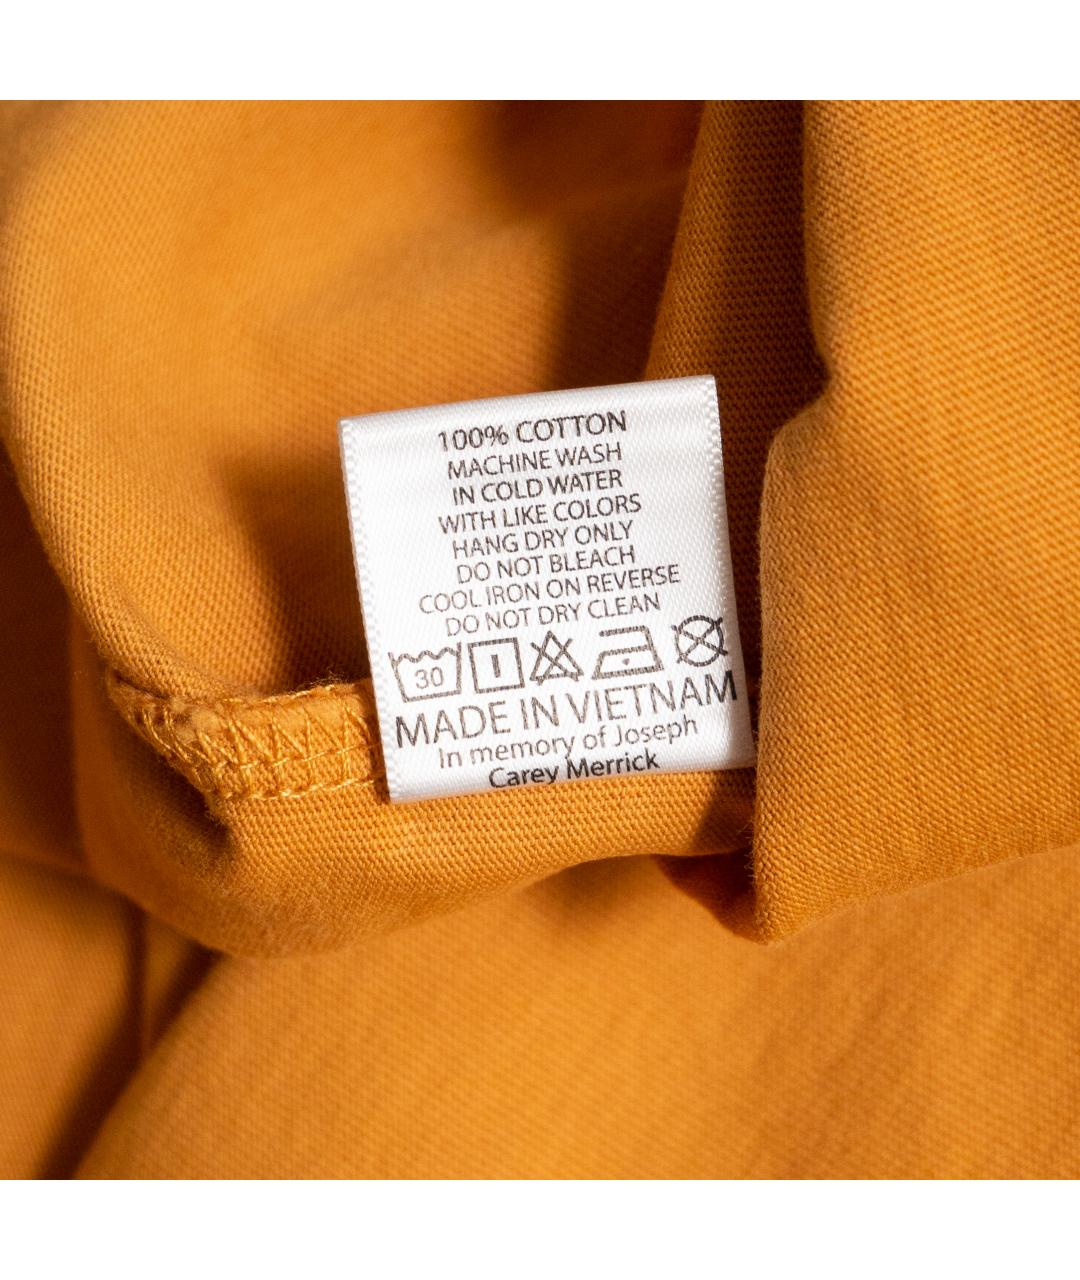 100% COTTON
MACHINE WASH
IN COLD WATER
WITH LIKE COLORS
HANG DRY ONLY
DO NOT BLEACH
COOL IRON ON REVERSE
DO NOT DRY CLEAN
30
MADE IN VIETNAM
In memory of Joseph
Carey Merrick